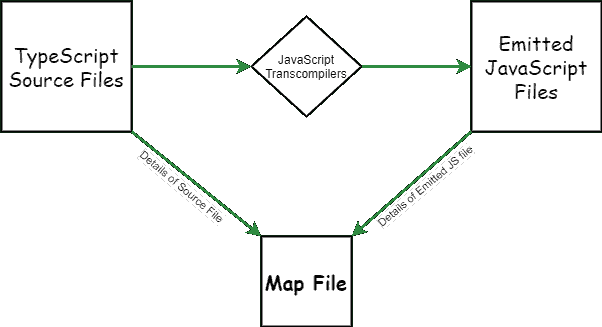 TypeScript
Source Files
JavaScript
Transcompilers
Emitted
JavaScript
Files
Details of Source File
Details of Emitted JS file
Map File